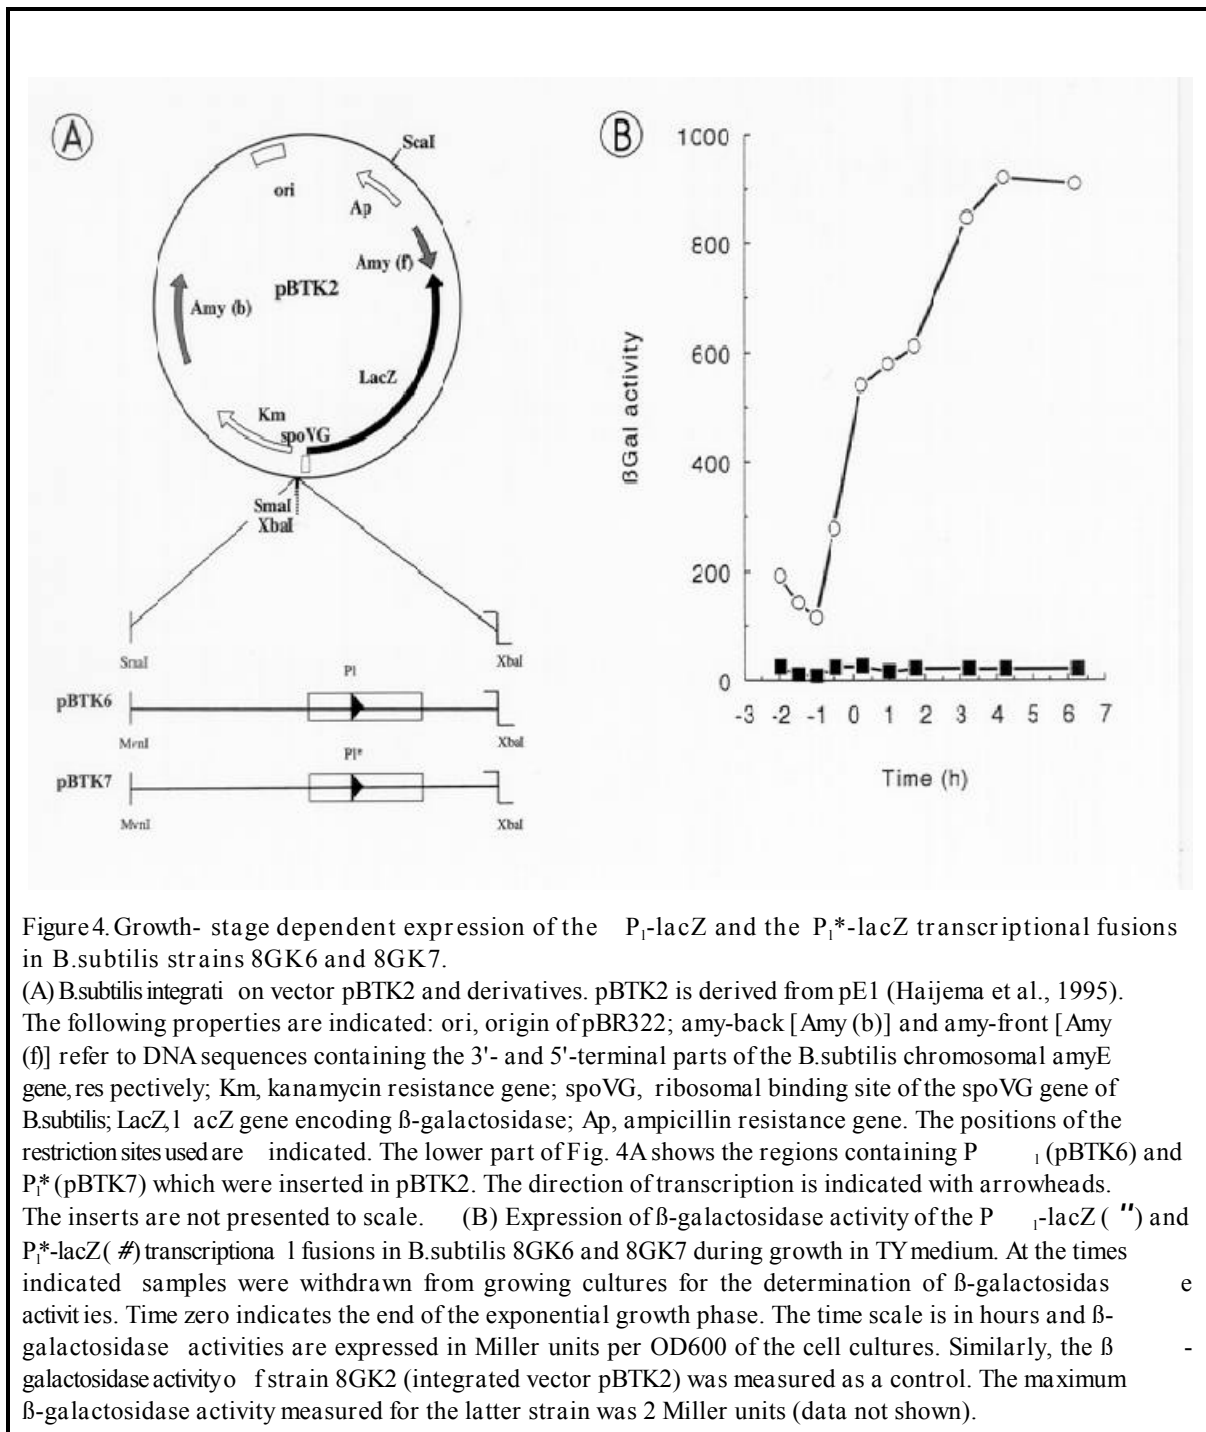 A
ScaI
ori
Ap
Amy (f)
pBTK2
Amy (b)
LacZ
Km
spoVG
SmaI
XbaI
SmaI
XbaI
Pl
pBTK6
MvnI
XbaI
Pl*
pBTK7
MvnI
XbaI
B
1000
800
600
400
200
0
ßGal activity
-3 -2 -1 0 1 2 3 4 5 6 7
Time (h)
Figure 4. Growth- stage dependent expression of the P₁-lacZ and the P₁*-lacZ transcriptional fusions
in B.subtilis strains 8GK6 and 8GK7.
(A) B.subtilis integrati on vector pBTK2 and derivatives. pBTK2 is derived from pE1 (Haijema et al., 1995).
The following properties are indicated: ori, origin of pBR322; amy-back [Amy (b)] and amy-front [Amy
(f)] refer to DNA sequences containing the 3'- and 5'-terminal parts of the B.subtilis chromosomal amyE
gene, res pectively; Km, kanamycin resistance gene; spoVG, ribosomal binding site of the spoVG gene of
B.subtilis; LacZ, l acZ gene encoding ß-galactosidase; Ap, ampicillin resistance gene. The positions of the
restriction sites used are indicated. The lower part of Fig. 4A shows the regions containing P ₁ (pBTK6) and
P₁* (pBTK7) which were inserted in pBTK2. The direction of transcription is indicated with arrowheads.
The inserts are not presented to scale. (B) Expression of ß-galactosidase activity of the P ₁-lacZ ( ") and
P₁*-lacZ ( #) transcriptiona l fusions in B.subtilis 8GK6 and 8GK7 during growth in TY medium. At the times
indicated samples were withdrawn from growing cultures for the determination of ß-galactosidas e
activit ies. Time zero indicates the end of the exponential growth phase. The time scale is in hours and ß-
galactosidase activities are expressed in Miller units per OD600 of the cell cultures. Similarly, the ß -
galactosidase activity o f strain 8GK2 (integrated vector pBTK2) was measured as a control. The maximum
ß-galactosidase activity measured for the latter strain was 2 Miller units (data not shown).